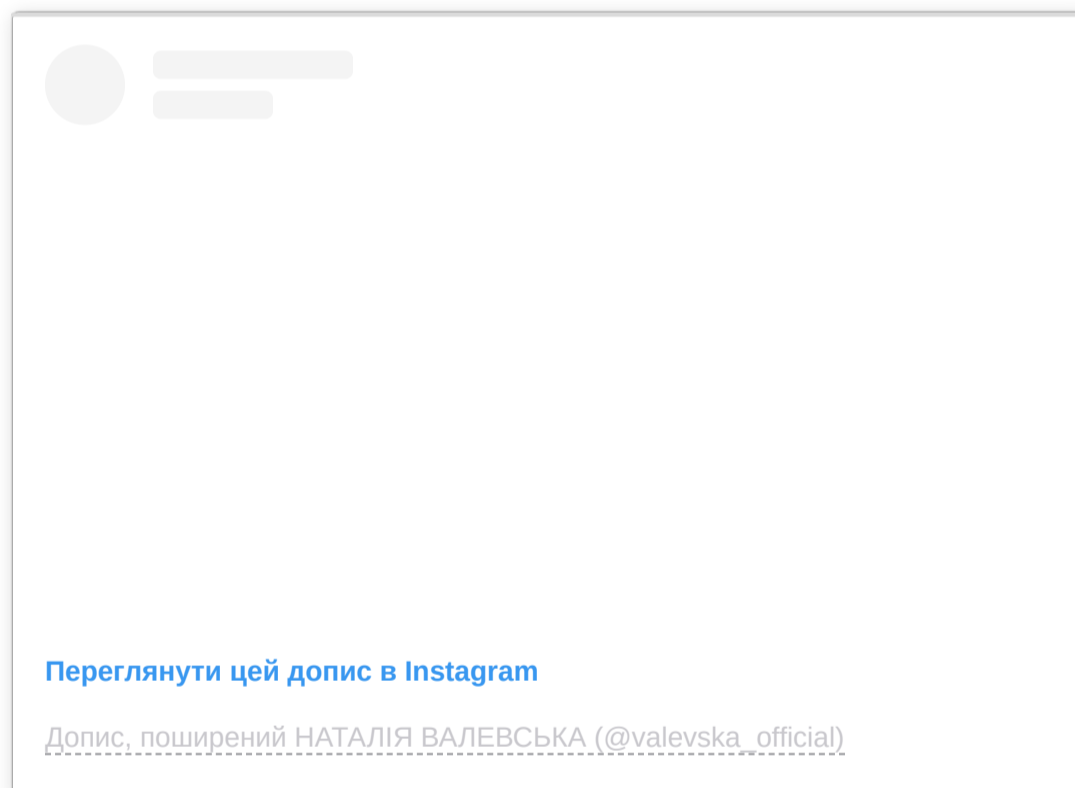 Переглянути цей допис в Instagram
Допис, поширений НАТАЛІЯ ВАЛЕВСЬКА (@valevska_official)